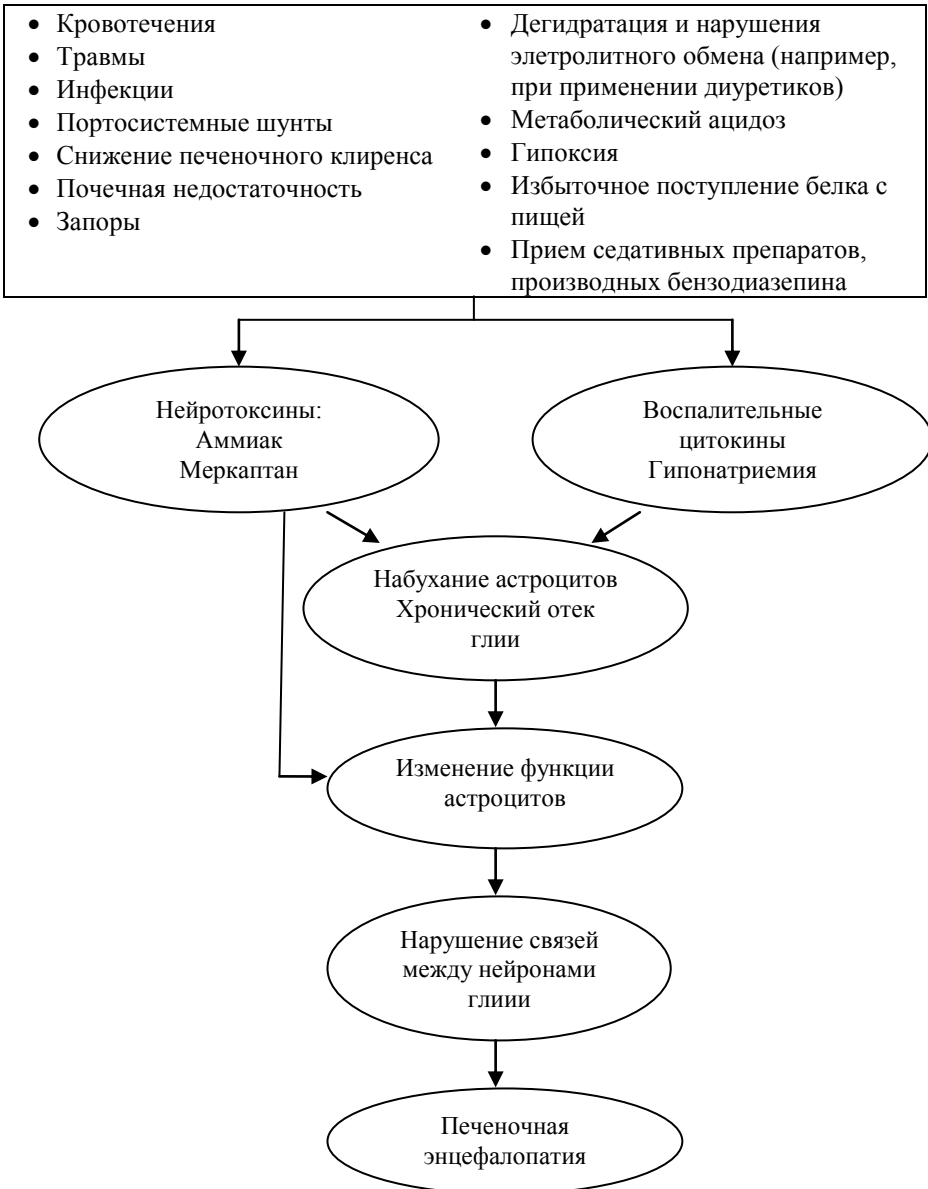 • Кровотечения
• Травмы
• Инфекции
• Портосистемные шунты
• Снижение печеночного клиренса
• Почечная недостаточность
• Запоры
• Дегидратация и нарушения
элетролитного обмена (например,
при применении диуретиков)
• Метаболический ацидоз
• Гипоксия
• Избыточное поступление белка с
пищей
• Прием седативных препаратов,
производных бензодиазепина
Нейротоксины:
Аммиак
Меркаптан
Воспалительные
цитокины
Гипонатриемия
Набухание астроцитов
Хронический отек
глии
Изменение функции
астроцитов
Нарушение связей
между нейронами
глиии
Печеночная
энцефалопатия